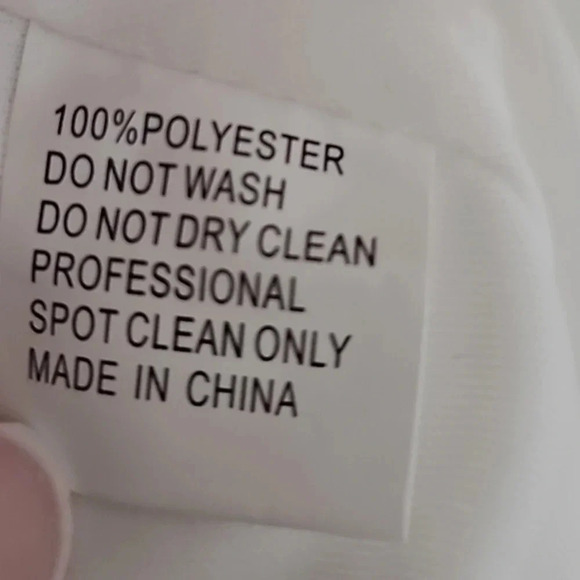 100%POLYESTER
DO NOT WASH
DO NOT DRY CLEAN
PROFESSIONAL
SPOT CLEAN ONLY
MADE IN CHINA